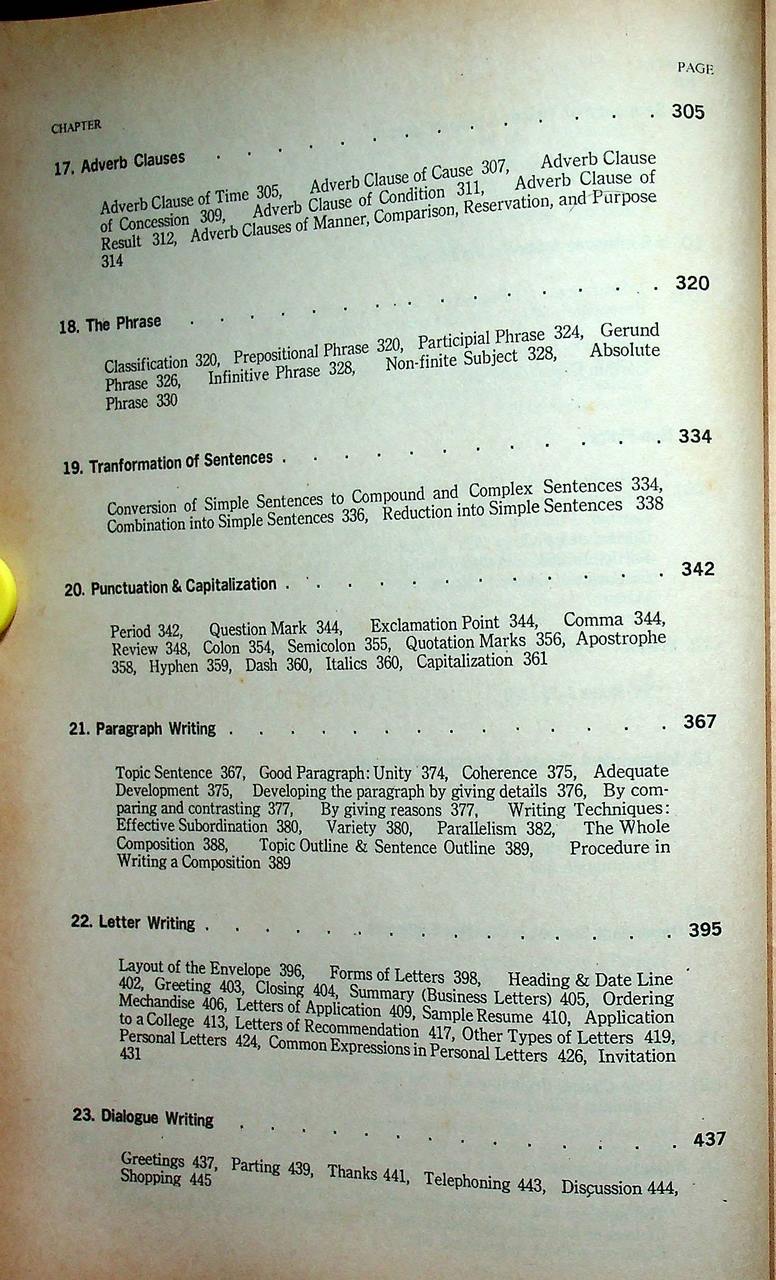 PAGE
CHAPTER
17. Adverb Clauses . . . . . . . . . . . . . . 305
Adverb Clause of Time 305, Adverb Clause of Cause 307, Adverb Clause
of Concession 309, Adverb Clause of Condition 311, Adverb Clause of
Result 312, Adverb Clauses of Manner, Comparison, Reservation, and Purpose
314
18. The Phrase . . . . . . . . . . . . . . . . 320
Classification 320, Prepositional Phrase 320, Participial Phrase 324, Gerund
Phrase 326, Infinitive Phrase 328, Non-finite Subject 328, Absolute
Phrase 330
19. Tranformation of Sentences . . . . . . . . . . . . . 334
Conversion of Simple Sentences to Compound and Complex Sentences 334,
Combination into Simple Sentences 336, Reduction into Simple Sentences 338
20. Punctuation & Capitalization . . . . . . . . . . . . . 342
Period 342, Question Mark 344, Exclamation Point 344, Comma 344,
Review 348, Colon 354, Semicolon 355, Quotation Marks 356, Apostrophe
358, Hyphen 359, Dash 360, Italics 360, Capitalization 361
21. Paragraph Writing . . . . . . . . . . . . . . 367
Topic Sentence 367, Good Paragraph: Unity 374, Coherence 375, Adequate
Development 375, Developing the paragraph by giving details 376, By com-
paring and contrasting 377, By giving reasons 377, Writing Techniques:
Effective Subordination 380, Variety 380, Parallelism 382, The Whole
Composition 388, Topic Outline & Sentence Outline 389, Procedure in
Writing a Composition 389
22. Letter Writing . . . . . . . . . . . . . . . 395
Layout of the Envelope 396, Forms of Letters 398, Heading & Date Line
402, Greeting 403, Closing 404, Summary (Business Letters) 405, Ordering
Mechandise 406, Letters of Application 409, Sample Resume 410, Application
to a College 413, Letters of Recommendation 417, Other Types of Letters 419,
Personal Letters 424, Common Expressions in Personal Letters 426, Invitation
431
23. Dialogue Writing . . . . . . . . . . . . . 437
Greetings 437, Parting 439, Thanks 441, Telephoning 443, Discussion 444,
Shopping 445